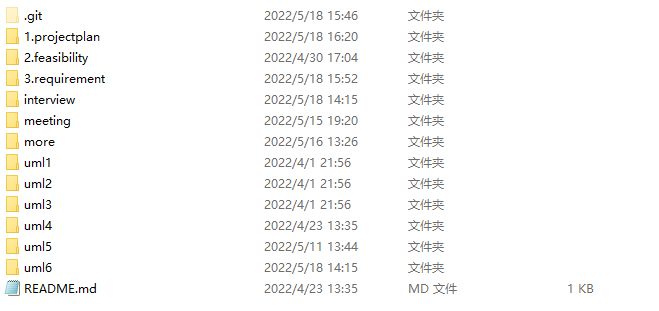 .git 2022/5/18 15:46 文件夹
1.projectplan 2022/5/18 16:20 文件夹
2.feasibility 2022/4/30 17:04 文件夹
3.requirement 2022/5/18 15:52 文件夹
interview 2022/5/18 14:15 文件夹
meeting 2022/5/15 19:20 文件夹
more 2022/5/16 13:26 文件夹
uml1 2022/4/1 21:56 文件夹
uml2 2022/4/1 21:56 文件夹
uml3 2022/4/1 21:56 文件夹
uml4 2022/4/23 13:35 文件夹
uml5 2022/5/11 13:44 文件夹
uml6 2022/5/18 14:15 文件夹
README.md 2022/4/23 13:35 MD 文件 1 KB